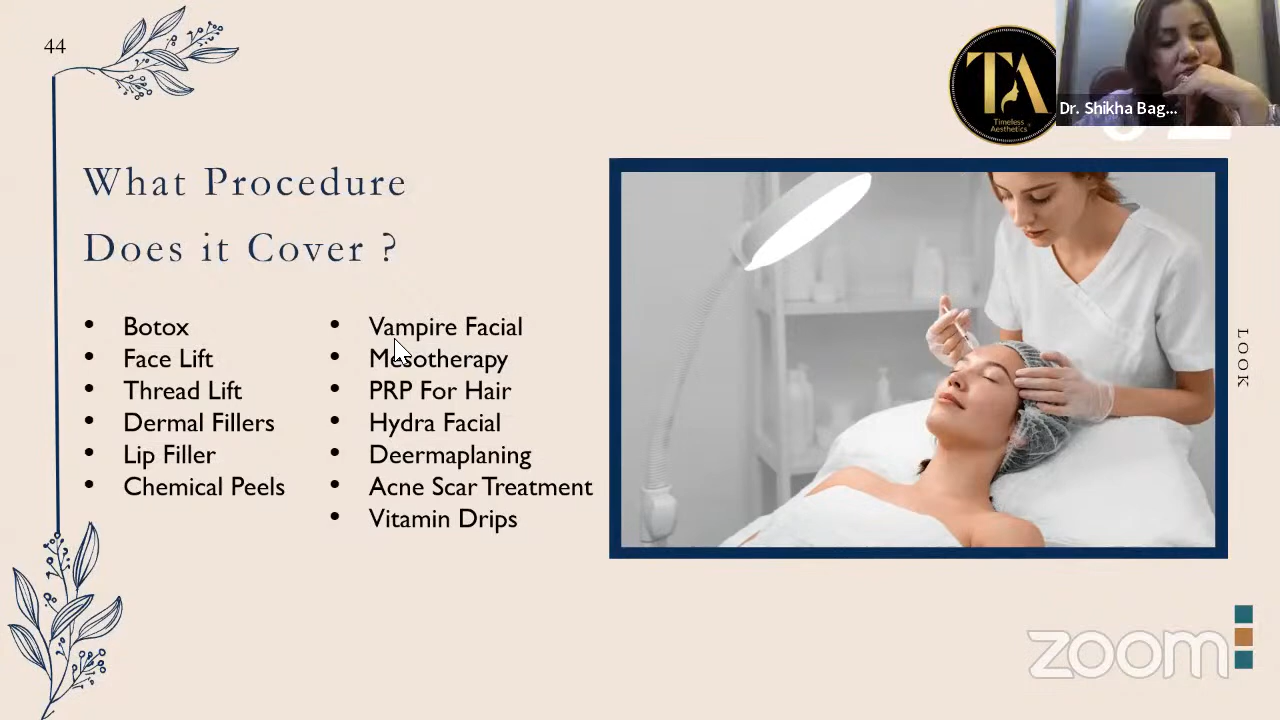 44
TA
Timeless
Aesthetics
Dr. Shikha Bag...
What Procedure
Does it Cover ?
• Botox
• Face Lift
• Thread Lift
• Dermal Fillers
• Lip Filler
• Chemical Peels
• Vampire Facial
• Mesotherapy
• PRP For Hair
• Hydra Facial
• Deermaplaning
• Acne Scar Treatment
• Vitamin Drips
LOOK
zoom